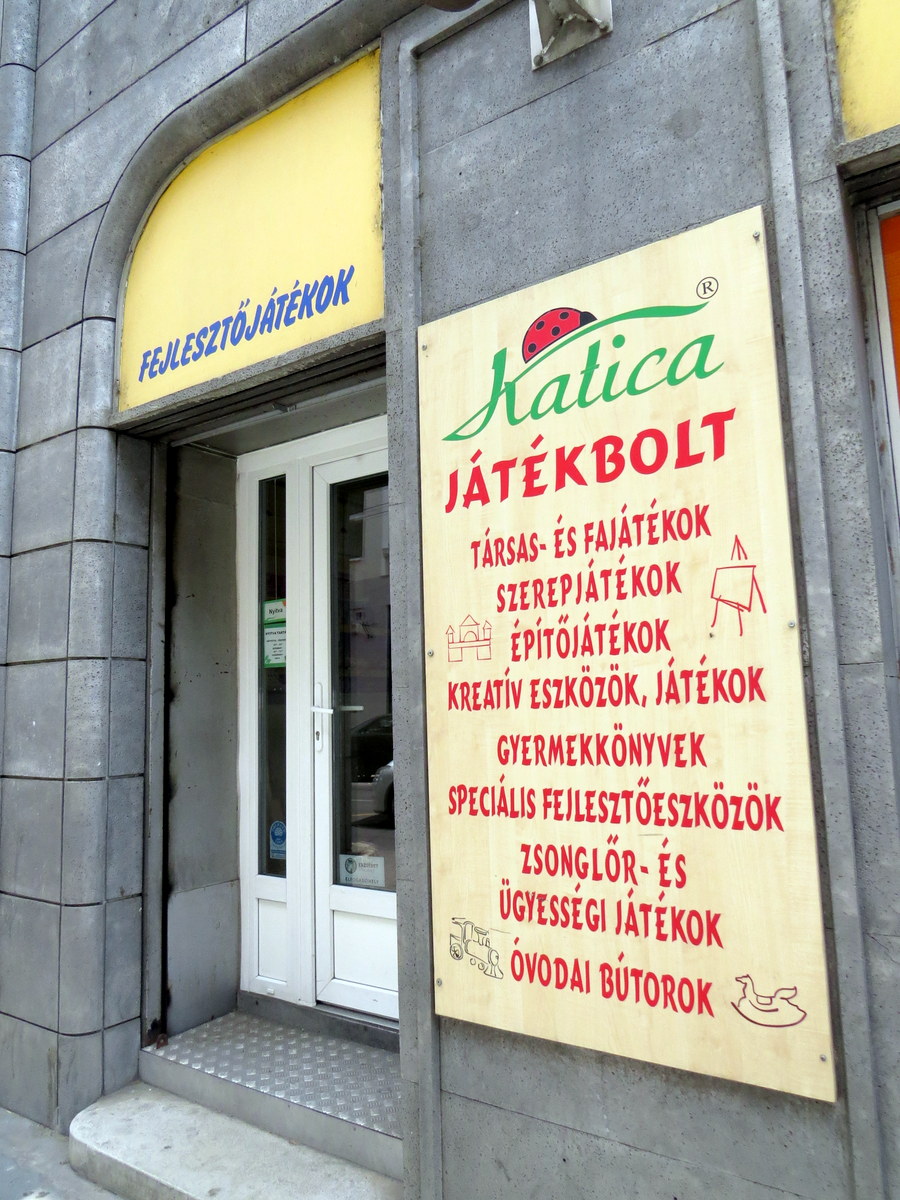 FEJLESZTŐJÁTÉKOK
®
Katica
JÁTÉKBOLT
TÁRSAS- ÉS FAJÁTÉKOK
SZEREPJÁTÉKOK
ÉPÍTŐJÁTÉKOK
KREATÍV ESZKÖZÖK, JÁTÉKOK
GYERMEKKÖNYVEK
SPECIÁLIS FEJLESZTŐESZKÖZÖK
ZSONGLŐR- ÉS
ÜGYESSÉGI JÁTÉKOK
ÓVODAI BÚTOROK
Nyitva